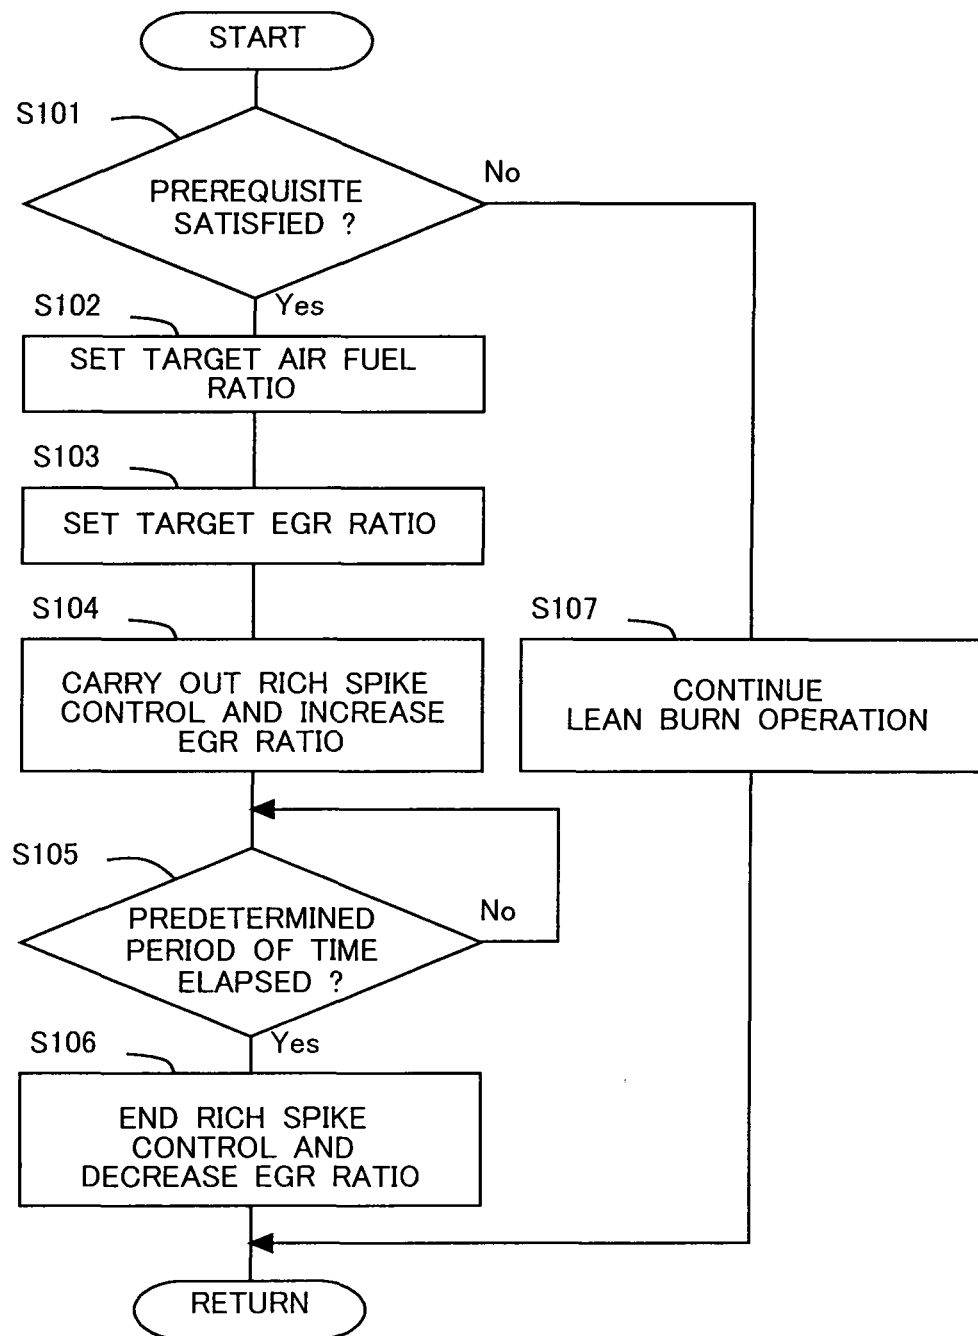 START
S101
PREREQUISITE
SATISFIED ?
No
Yes
S102
SET TARGET AIR FUEL
RATIO
S103
SET TARGET EGR RATIO
S104
CARRY OUT RICH SPIKE
CONTROL AND INCREASE
EGR RATIO
S107
CONTINUE
LEAN BURN OPERATION
S105
PREDETERMINED
PERIOD OF TIME
ELAPSED ?
No
Yes
S106
END RICH SPIKE
CONTROL AND
DECREASE EGR RATIO
RETURN